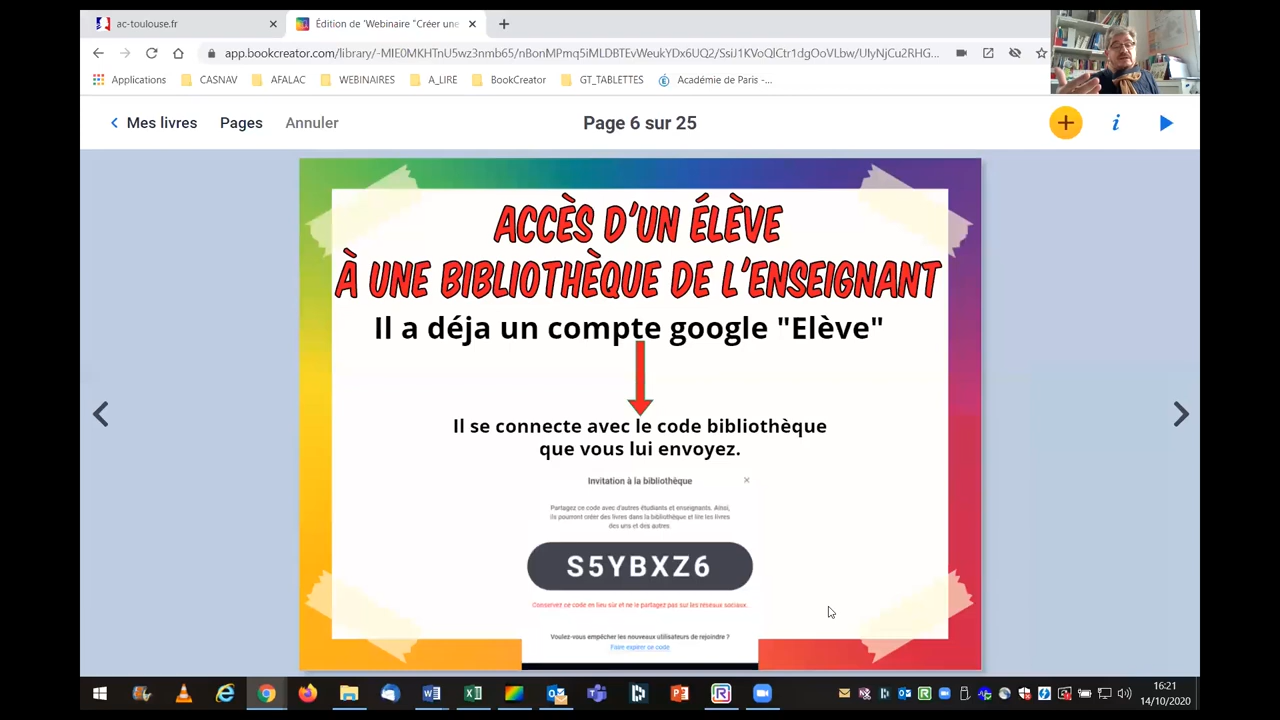 ac-toulouse.fr
Édition de 'Webinaire "Créer une
app.bookcreator.com/library/-MIE0MKHTnU5wz3nmb65/nBonMPmq5iMLDBTEvWeukYDx6UQ2/SsiJ1KVoQlCtr1dgOoVLbw/UlyNjCu2RHG...
Applications CASNAV AFALAC WEBINAIRES A_LIRE BookCreator GT_TABLETTES Académie de Paris -...
Mes livres Pages Annuler Page 6 sur 25
ACCÈS D'UN ÉLÈVE
À UNE BIBLIOTHÈQUE DE L'ENSEIGNANT
Il a déja un compte google "Elève"
Il se connecte avec le code bibliothèque
que vous lui envoyez.
Invitation à la bibliothèque
Partagez ce code avec d'autres étudiants et enseignants. Ainsi,
ils pourront créer des livres dans la bibliothèque et lire les livres
des uns et des autres
S5YBXZ6
Conservez ce code en lieu sûr et ne le partagez pas sur les réseaux sociaux.
Voulez-vous empêcher les nouveaux utilisateurs de rejoindre ?
Faire expirer ce code
16:21
14/10/2020